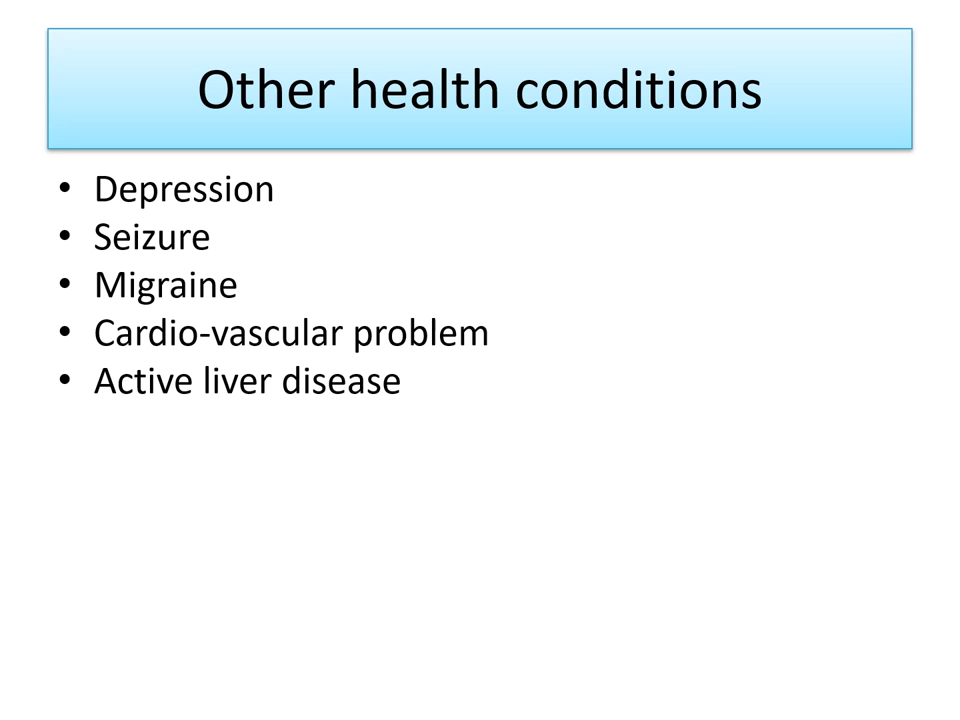 Other health conditions
• Depression
• Seizure
• Migraine
• Cardio-vascular problem
• Active liver disease